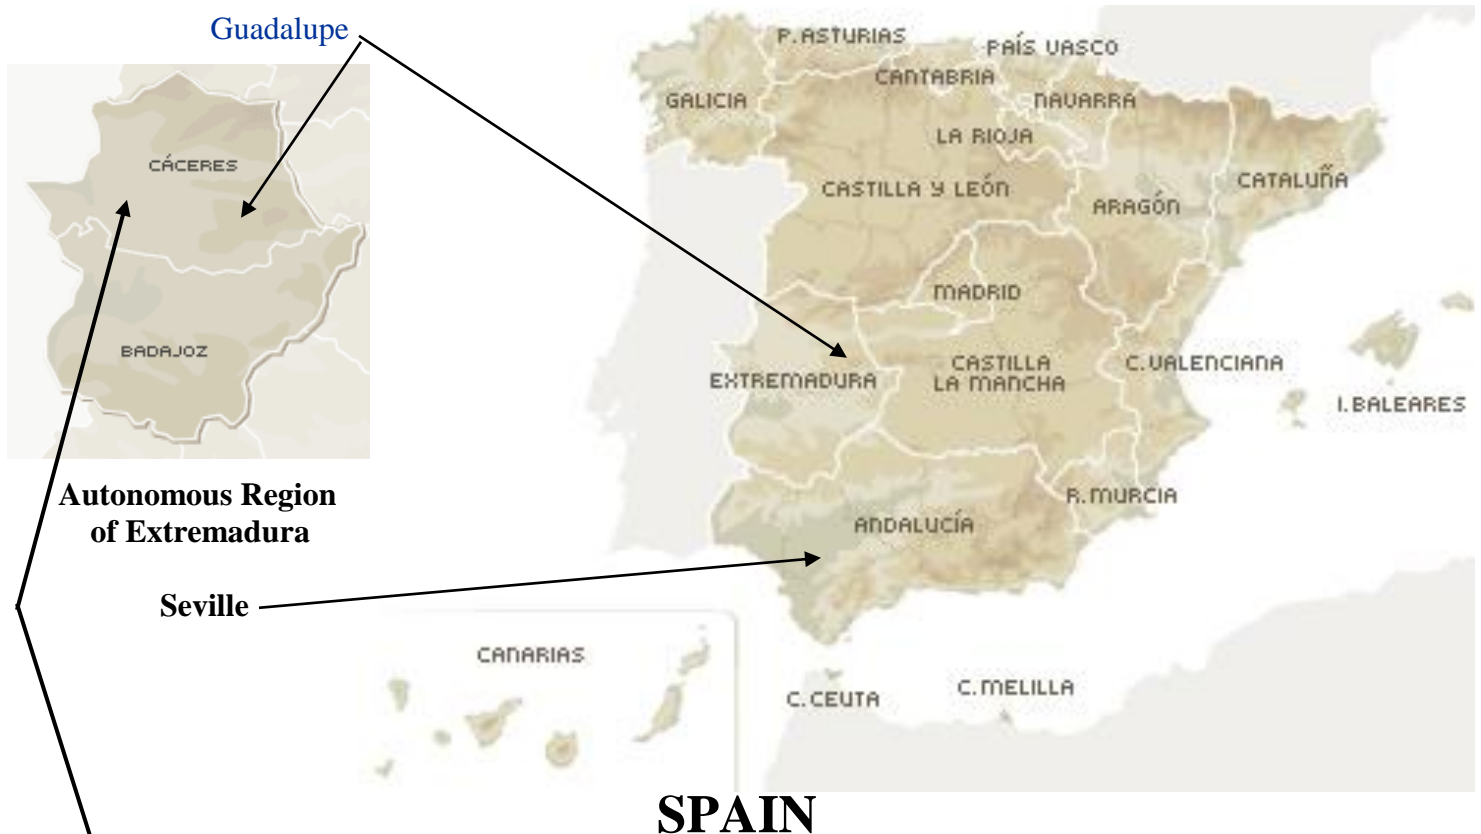 Guadalupe
P. ASTURIAS
PAÍS VASCO
CANTABRIA
GALICIA
NAVARRA
LA RIOJA
CÁCERES
CATALUÑA
CASTILLA Y LEÓN
ARAGÓN
MADRID
BADAJOZ
EXTREMADURA
CASTILLA
LA MANCHA
C. VALENCIANA
I. BALEARES
Autonomous Region
of Extremadura
R. MURCIA
ANDALUCÍA
Seville
CANARIAS
C. CEUTA
C. MELILLA
SPAIN